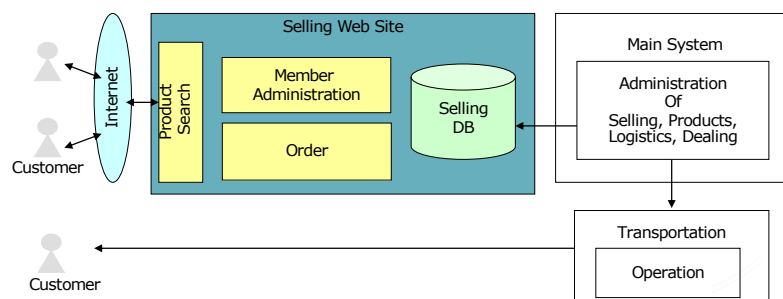 Selling Web Site
Internet
Product
Search
Member
Administration
Order
Selling
DB
Main System
Administration
Of
Selling, Products,
Logistics, Dealing
Customer
Transportation
Operation
Customer